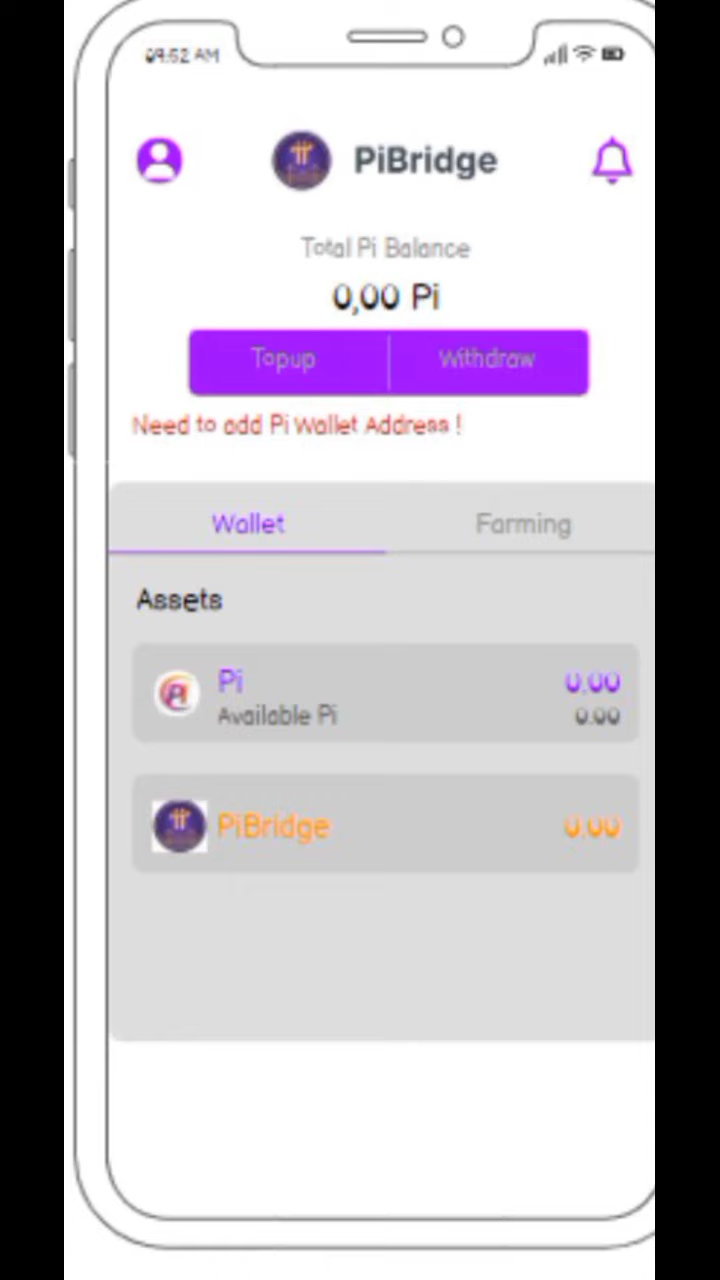 09:52 AM
PiBridge
Total Pi Balance
0,00 Pi
Topup Withdraw
Need to add Pi Wallet Address !
Wallet Farming
Assets
Pi 0.00
Available Pi 0.00
PiBridge 0.00